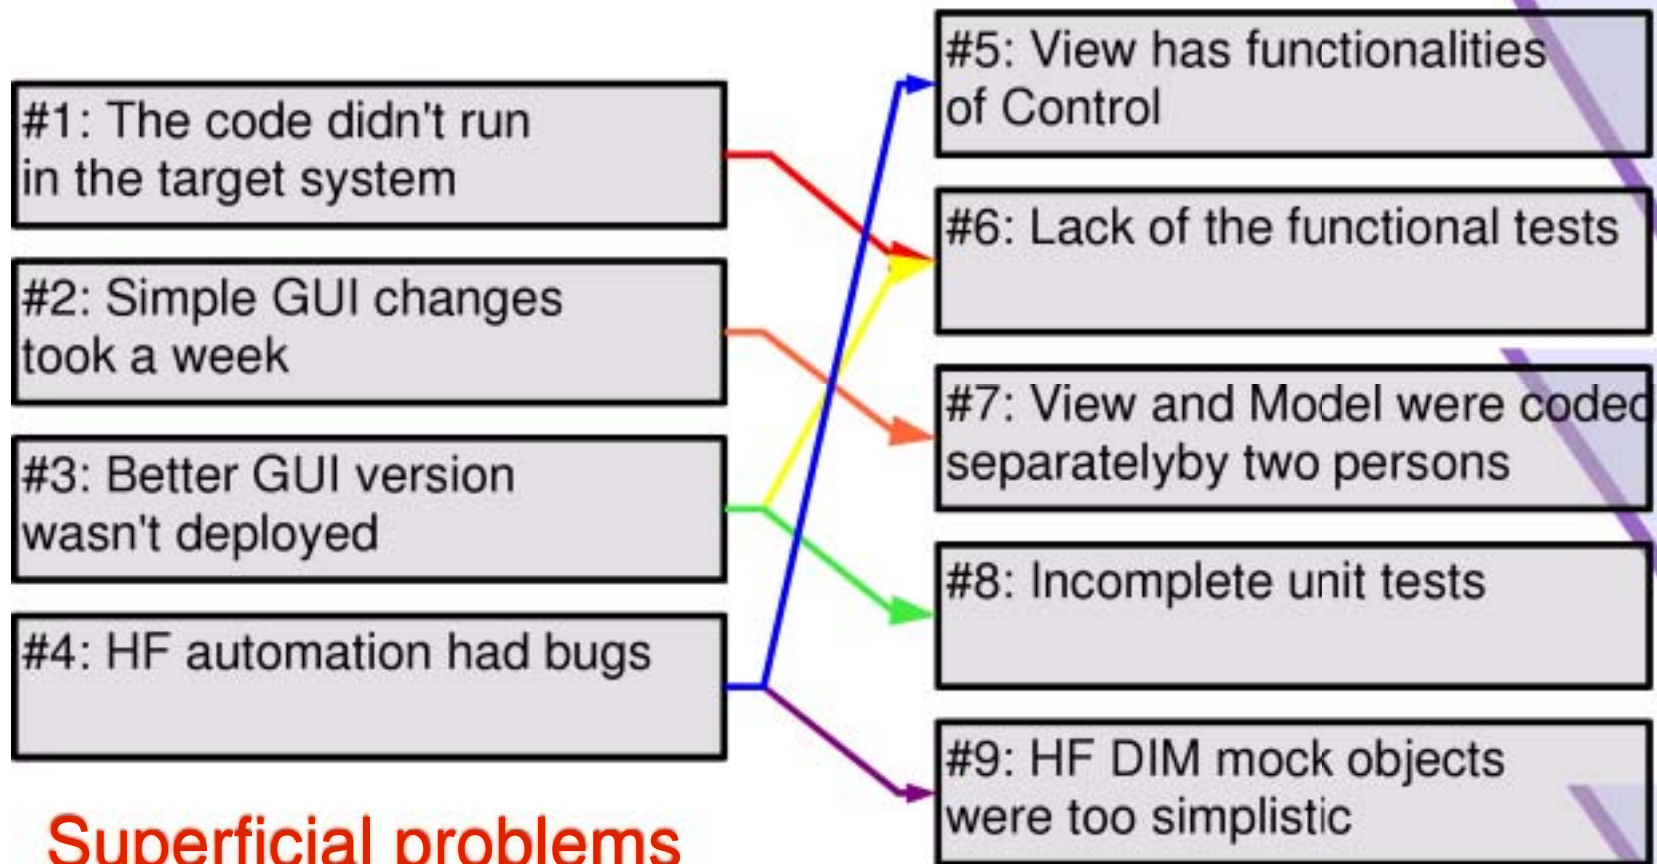 #1: The code didn't run
in the target system
#2: Simple GUI changes
took a week
#3: Better GUI version
wasn't deployed
#4: HF automation had bugs
Superficial problems
#5: View has functionalities
of Control
#6: Lack of the functional tests
#7: View and Model were coded
separatelyby two persons
#8: Incomplete unit tests
#9: HF DIM mock objects
were too simplistic